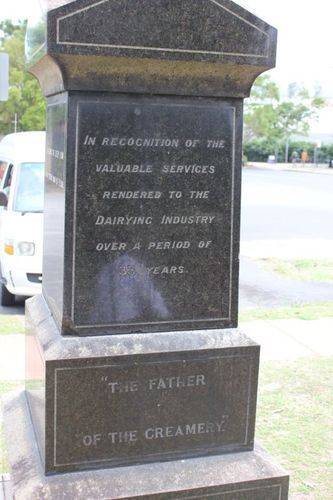 IN RECOGNITION OF THE
VALUABLE SERVICES
RENDERED TO THE
DAIRYING INDUSTRY
OVER A PERIOD OF
35 YEARS.
"THE FATHER
"OF THE CREAMERY."